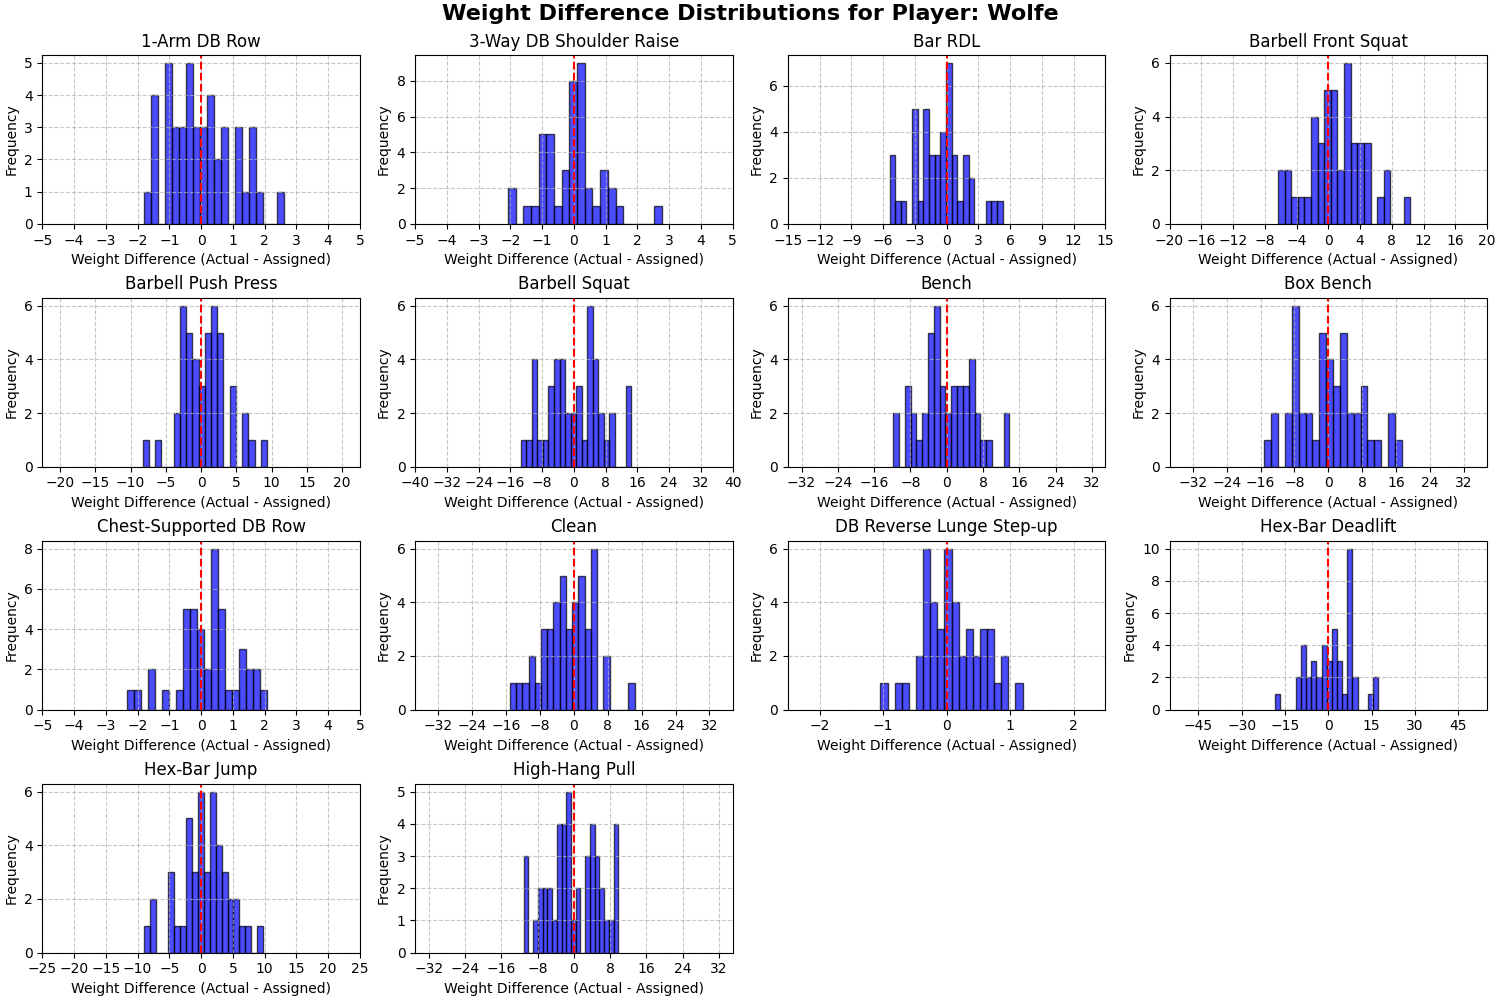 Weight Difference Distributions for Player: Wolfe
1-Arm DB Row
Frequency
0 1 2 3 4 5
−5 −4 −3 −2 −1 0 1 2 3 4 5
Weight Difference (Actual - Assigned)
3-Way DB Shoulder Raise
Frequency
0 2 4 6 8
−5 −4 −3 −2 −1 0 1 2 3 4 5
Weight Difference (Actual - Assigned)
Bar RDL
Frequency
0 2 4 6
−15 −12 −9 −6 −3 0 3 6 9 12 15
Weight Difference (Actual - Assigned)
Barbell Front Squat
Frequency
0 2 4 6
−20 −16 −12 −8 −4 0 4 8 12 16 20
Weight Difference (Actual - Assigned)
Barbell Push Press
Frequency
0 2 4 6
−20 −15 −10 −5 0 5 10 15 20
Weight Difference (Actual - Assigned)
Barbell Squat
Frequency
0 2 4 6
−40 −32 −24 −16 −8 0 8 16 24 32 40
Weight Difference (Actual - Assigned)
Bench
Frequency
0 2 4 6
−32 −24 −16 −8 0 8 16 24 32
Weight Difference (Actual - Assigned)
Box Bench
Frequency
0 2 4 6
−32 −24 −16 −8 0 8 16 24 32
Weight Difference (Actual - Assigned)
Chest-Supported DB Row
Frequency
0 2 4 6 8
−5 −4 −3 −2 −1 0 1 2 3 4 5
Weight Difference (Actual - Assigned)
Clean
Frequency
0 2 4 6
−32 −24 −16 −8 0 8 16 24 32
Weight Difference (Actual - Assigned)
DB Reverse Lunge Step-up
Frequency
0 2 4 6
−2 −1 0 1 2
Weight Difference (Actual - Assigned)
Hex-Bar Deadlift
Frequency
0 2 4 6 8 10
−45 −30 −15 0 15 30 45
Weight Difference (Actual - Assigned)
Hex-Bar Jump
Frequency
0 2 4 6
−25 −20 −15 −10 −5 0 5 10 15 20 25
Weight Difference (Actual - Assigned)
High-Hang Pull
Frequency
0 1 2 3 4 5
−32 −24 −16 −8 0 8 16 24 32
Weight Difference (Actual - Assigned)